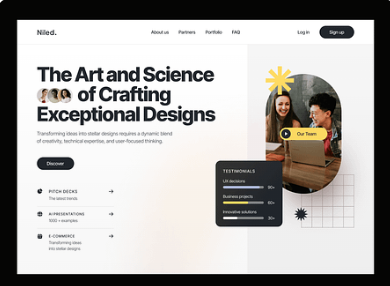 Niled.
About us
Partners
Portfolio
FAQ
Log in
Sign up
The Art and Science
of Crafting
Exceptional Designs
Transforming ideas into stellar designs requires a dynamic blend
of creativity, technical expertise, and user-focused thinking.
Discover
PITCH DECKS
The latest trends
AI PRESENTATIONS
1000 + examples
E-COMMERCE
Transforming ideas
into stellar designs
Our Team
TESTIMONIALS
UX decisions
Business projects
Innovative solutions